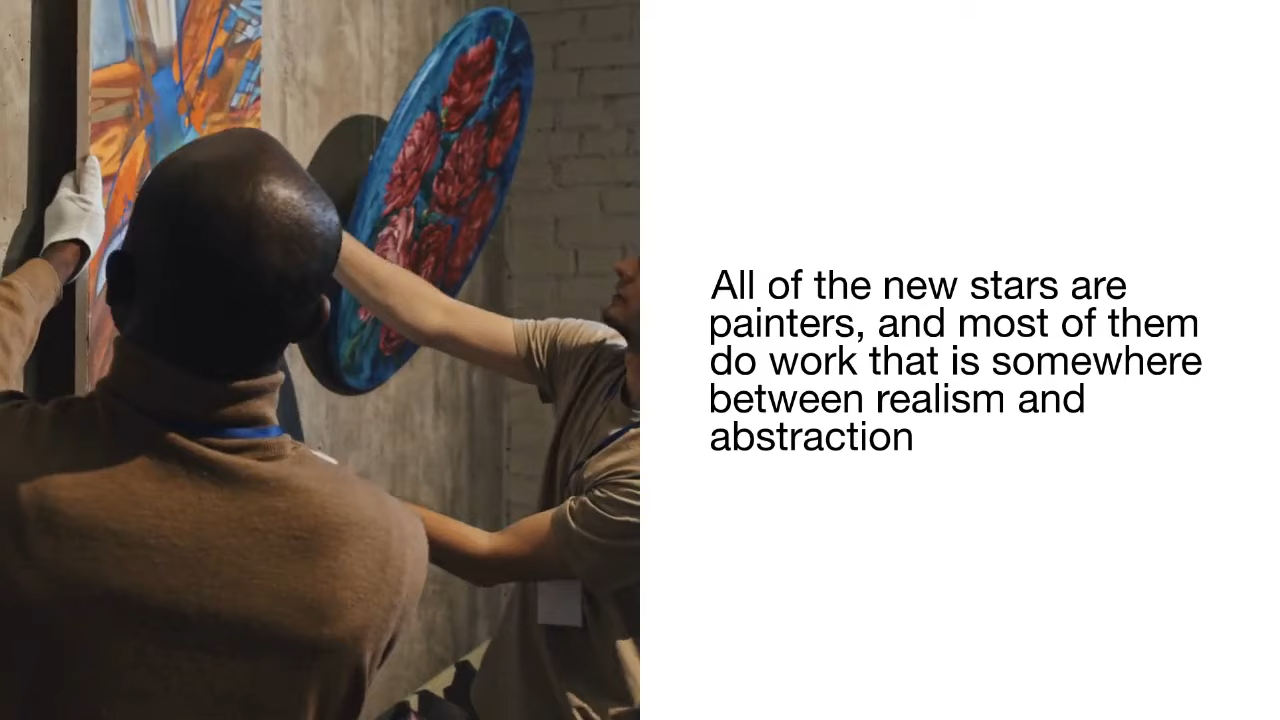 All of the new stars are
painters, and most of them
do work that is somewhere
between realism and
abstraction